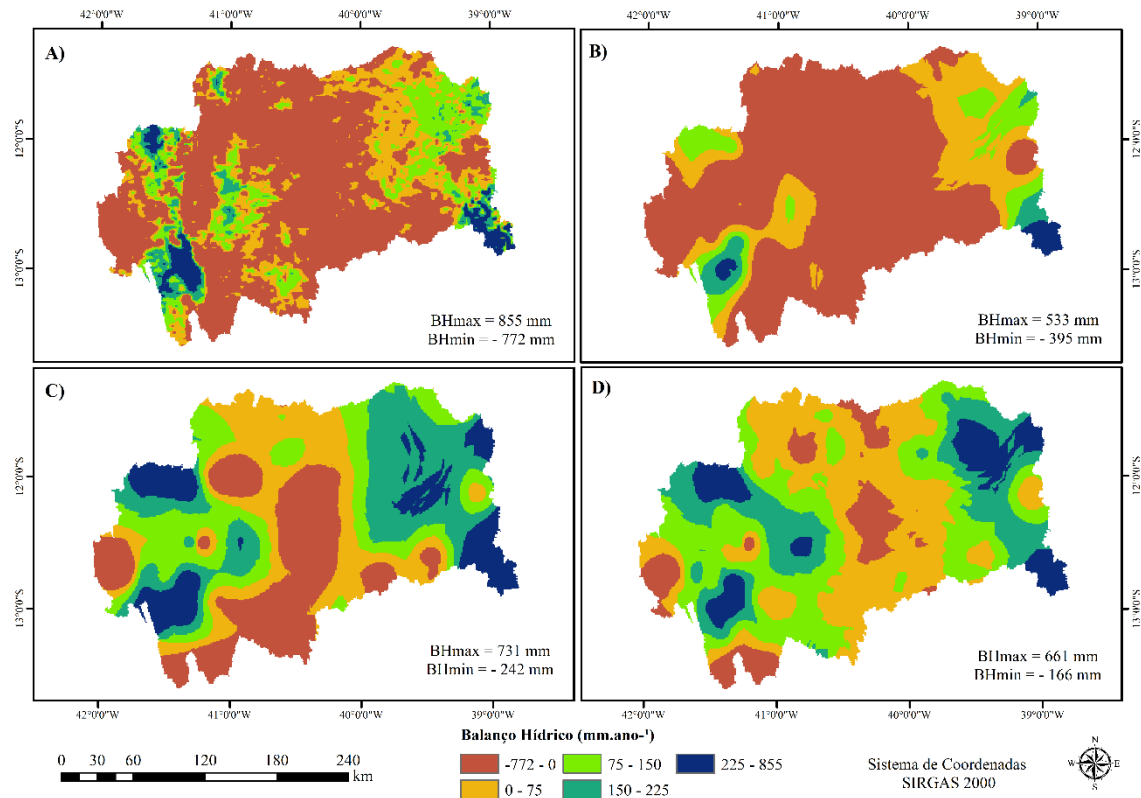 42°0'0"W 41°0'0"W 40°0'0"W 39°0'0"W 42°0'0"W 41°0'0"W 40°0'0"W 39°0'0"W
A)
12°0'0"S
13°0'0"S
BHmax = 855 mm
BHmin = - 772 mm
B)
12°0'0"S
13°0'0"S
BHmax = 533 mm
BHmin = - 395 mm
C)
12°0'0"S
13°0'0"S
BHmax = 731 mm
BHmin = - 242 mm
D)
12°0'0"S
13°0'0"S
BHmax = 661 mm
BHmin = - 166 mm
42°0'0"W 41°0'0"W 40°0'0"W 39°0'0"W 42°0'0"W 41°0'0"W 40°0'0"W 39°0'0"W
Balanço Hídrico (mm.ano-¹)
0 30 60 120 180 240
km
-772 - 0 75 - 150 225 - 855
0 - 75 150 - 225
Sistema de Coordenadas
SIRGAS 2000
N
W E
S